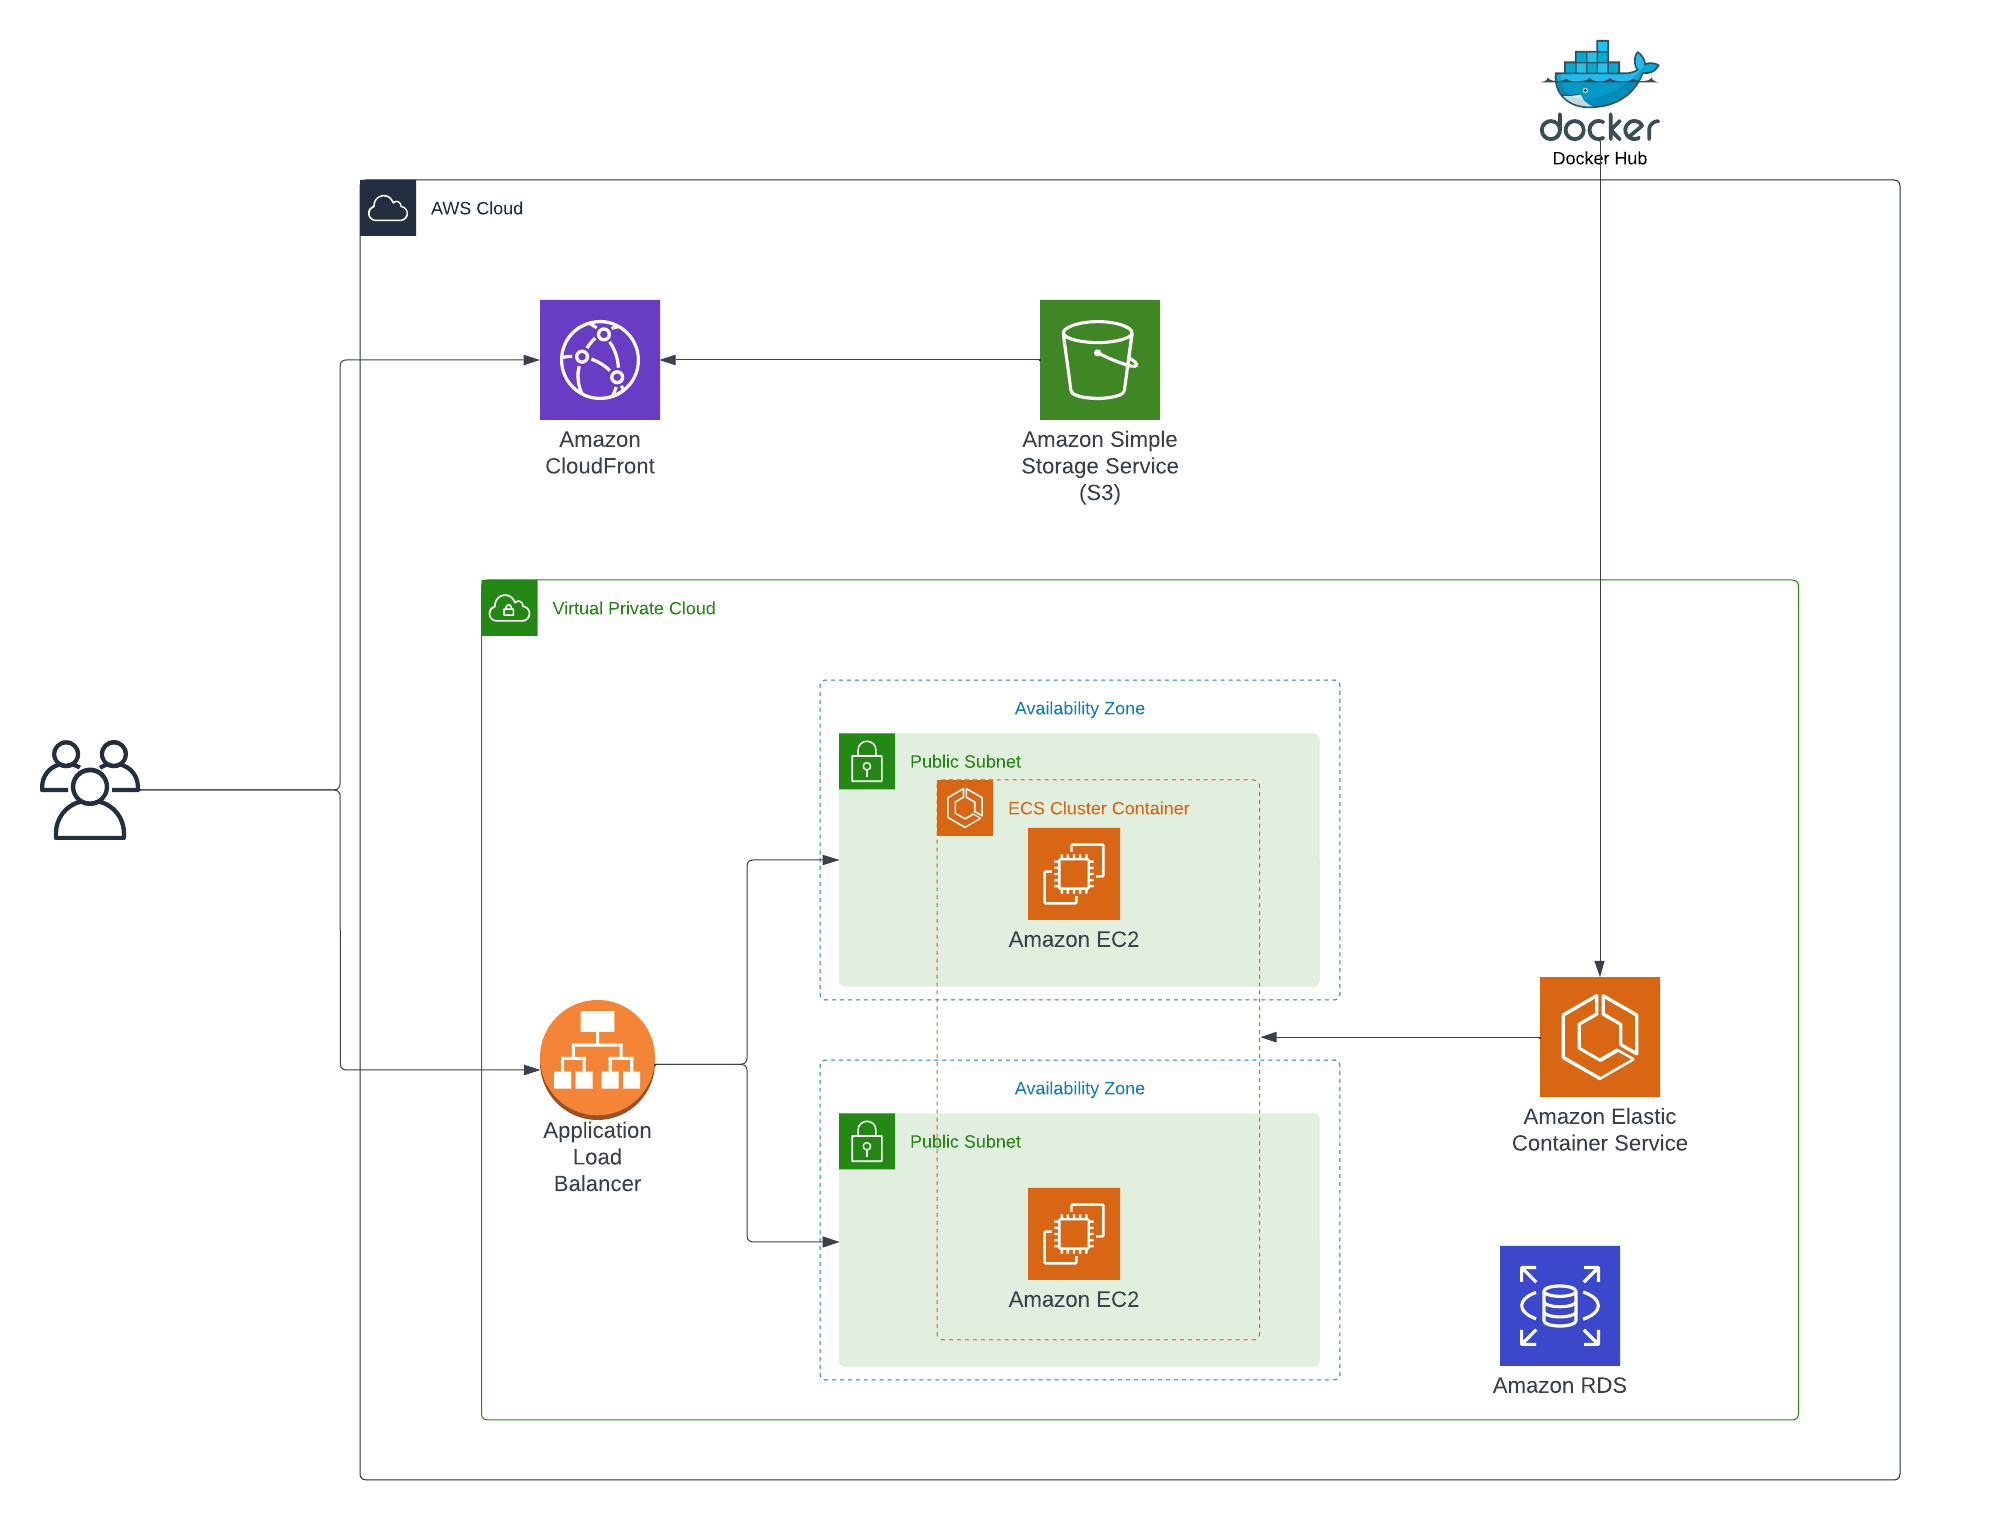 docker
Docker Hub
AWS Cloud
Amazon
CloudFront
Amazon Simple
Storage Service
(S3)
Virtual Private Cloud
Availability Zone
Public Subnet
ECS Cluster Container
Amazon EC2
Application
Load
Balancer
Availability Zone
Public Subnet
Amazon EC2
Amazon Elastic
Container Service
Amazon RDS